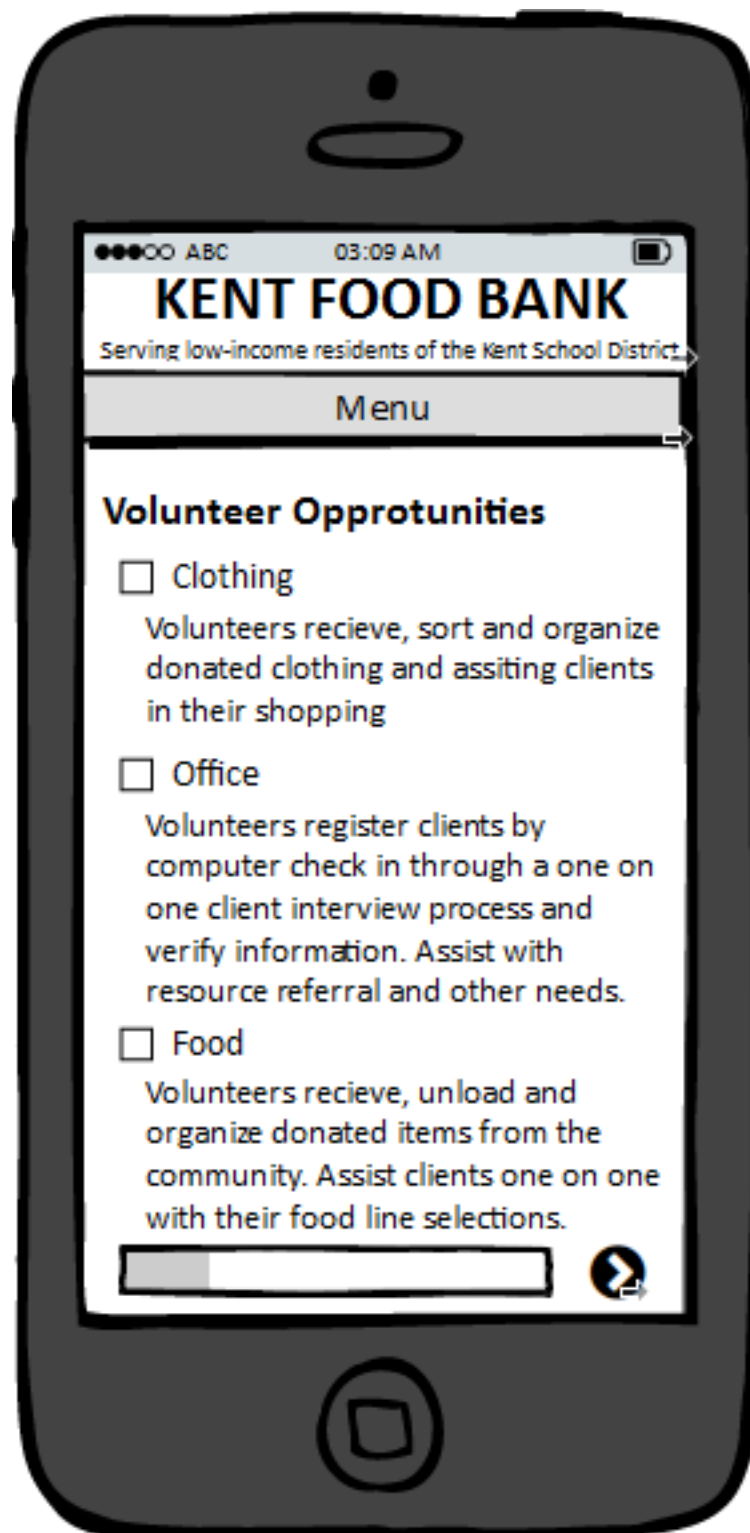 ABC 03:09 AM
KENT FOOD BANK
Serving low-income residents of the Kent School District
Menu
Volunteer Opprotunities
Clothing
Volunteers recieve, sort and organize
donated clothing and assiting clients
in their shopping
Office
Volunteers register clients by
computer check in through a one on
one client interview process and
verify information. Assist with
resource referral and other needs.
Food
Volunteers recieve, unload and
organize donated items from the
community. Assist clients one on one
with their food line selections.